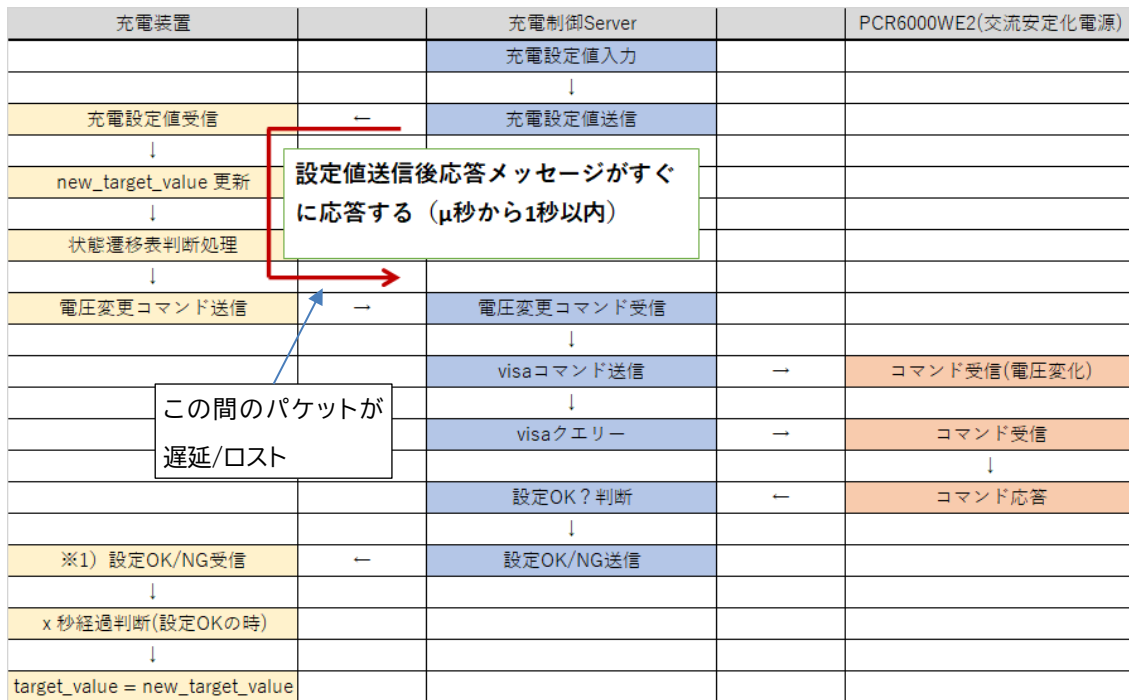 充電装置 充電制御Server PCR6000WE2(交流安定化電源)
充電設定値入力
↓
充電設定値受信 ← 充電設定値送信
↓
設定値送信後応答メッセージがすぐ
に応答する（μ秒から1秒以内）
new_target_value 更新
↓
状態遷移表判断処理
↓
電圧変更コマンド送信 → 電圧変更コマンド受信
↓
visaコマンド送信 → コマンド受信(電圧変化)
この間のパケットが
遅延/ロスト
↓
visaクエリー → コマンド受信
↓
設定OK？判断 ← コマンド応答
↓
※1）設定OK/NG受信 ← 設定OK/NG送信
↓
x 秒経過判断(設定OKの時)
↓
target_value = new_target_value